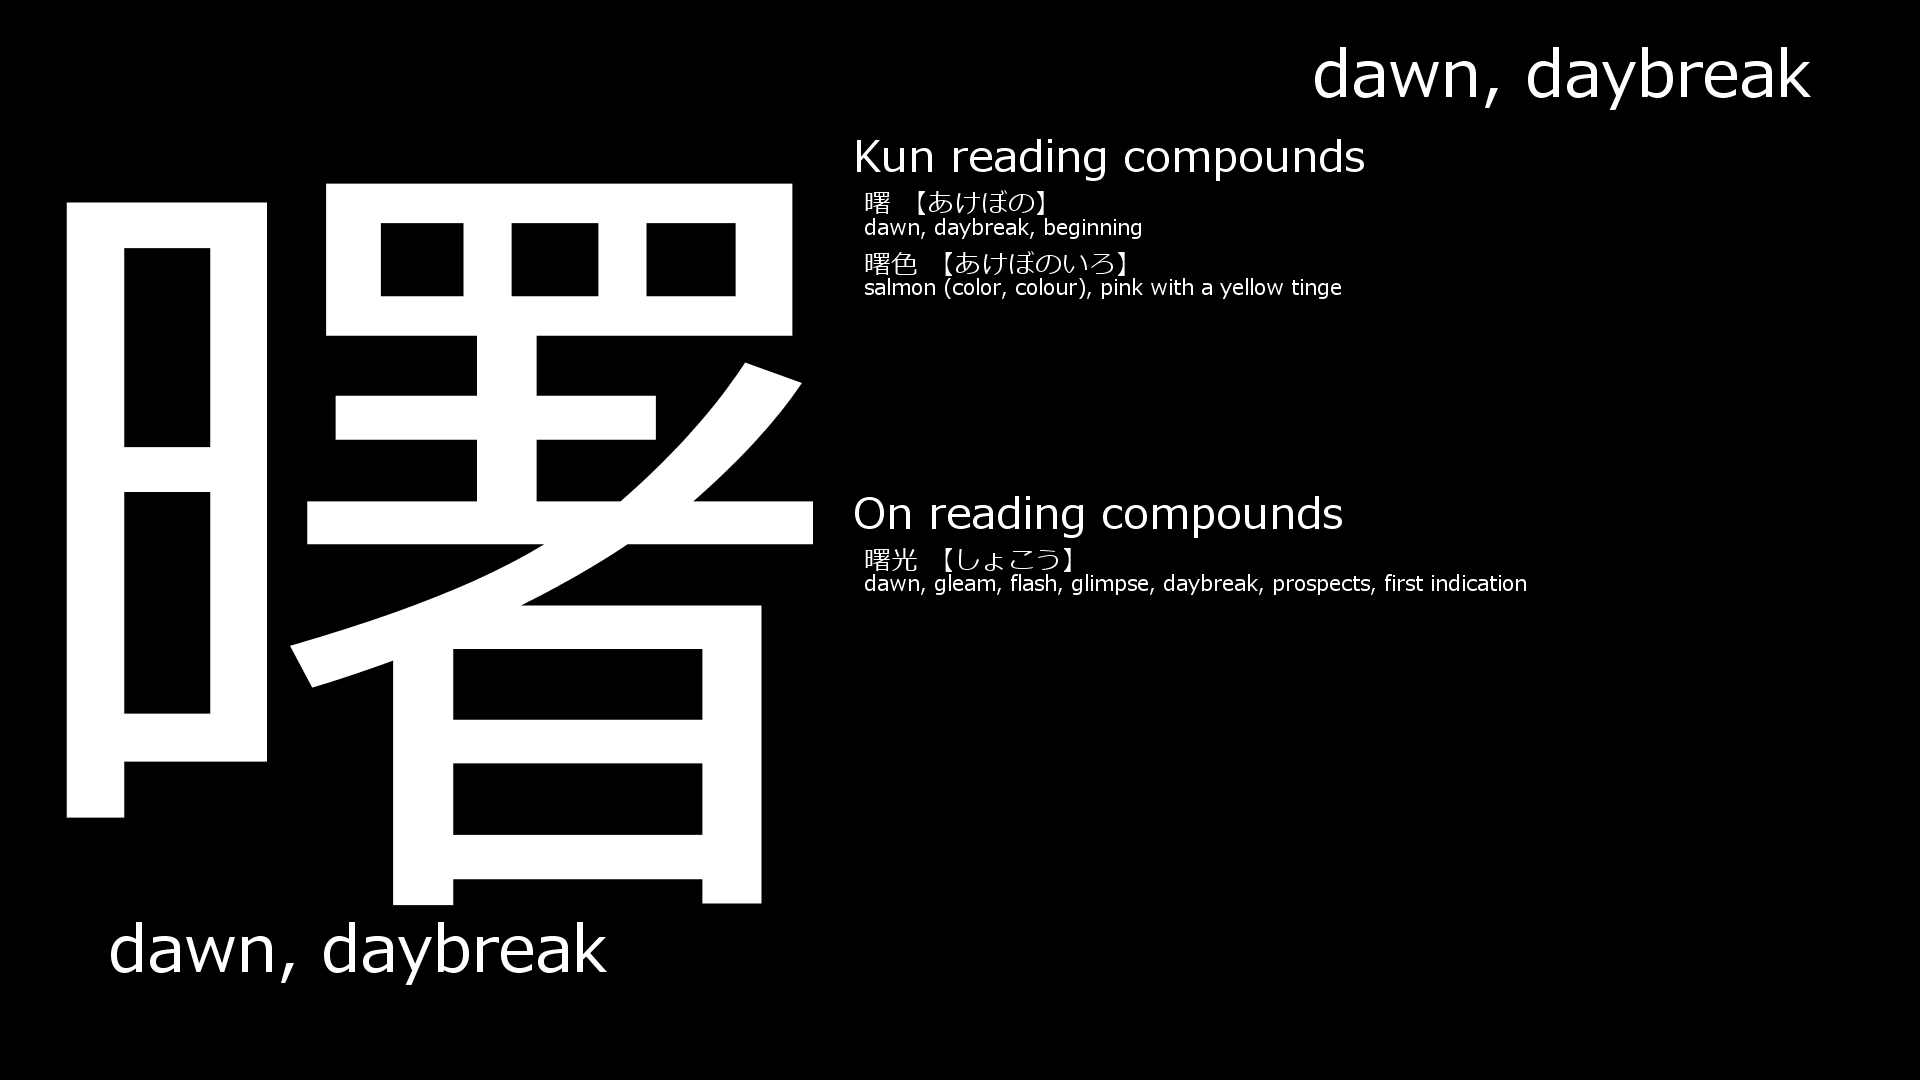 dawn, daybreak
曙
dawn, daybreak
Kun reading compounds
曙 【あけぼの】
dawn, daybreak, beginning
曙色 【あけぼのいろ】
salmon (color, colour), pink with a yellow tinge
On reading compounds
曙光 【しょこう】
dawn, gleam, flash, glimpse, daybreak, prospects, first indication